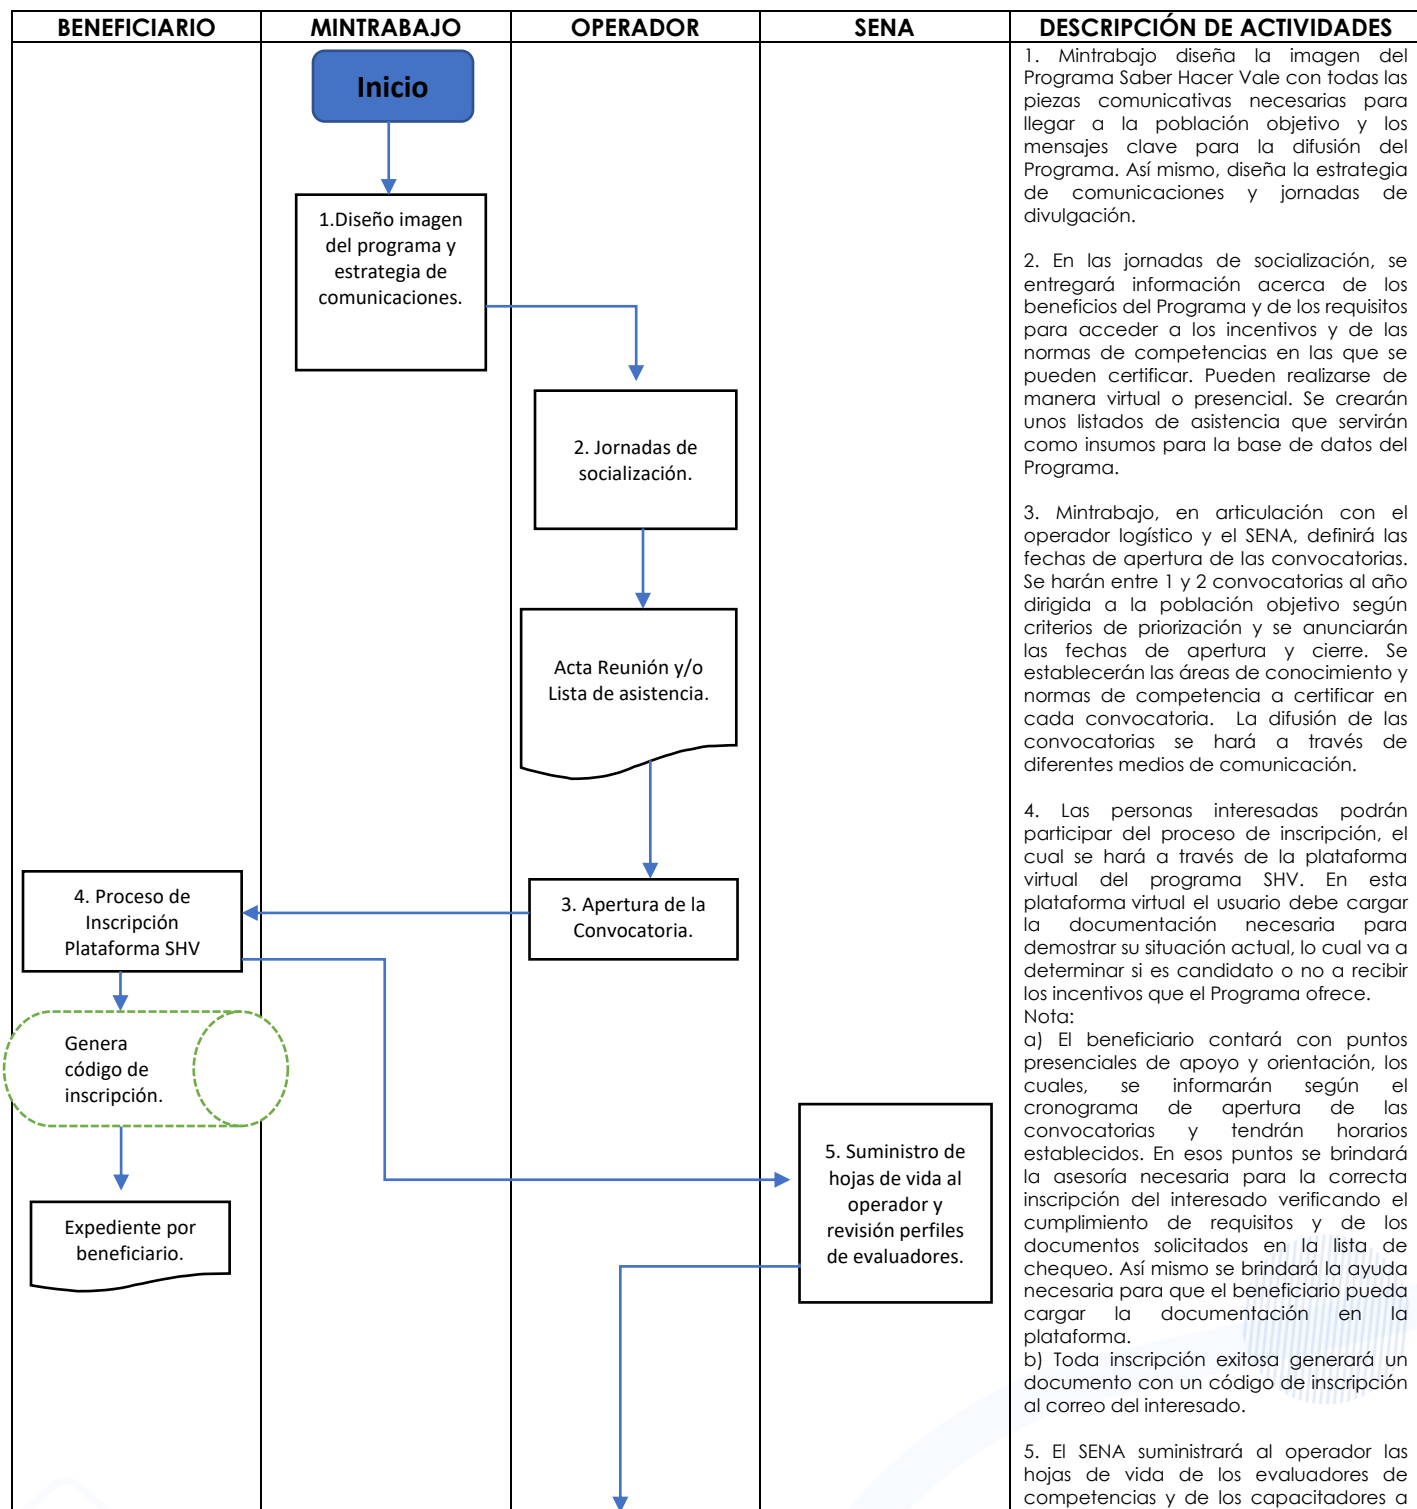 BENEFICIARIO MINTRABAJO OPERADOR SENA DESCRIPCIÓN DE ACTIVIDADES
Inicio
1.Diseño imagen
del programa y
estrategia de
comunicaciones.
2. Jornadas de
socialización.
Acta Reunión y/o
Lista de asistencia.
3. Apertura de la
Convocatoria.
4. Proceso de
Inscripción
Plataforma SHV
Genera
código de
inscripción.
Expediente por
beneficiario.
5. Suministro de
hojas de vida al
operador y
revisión perfiles
de evaluadores.
1. Mintrabajo diseña la imagen del
Programa Saber Hacer Vale con todas las
piezas comunicativas necesarias para
llegar a la población objetivo y los
mensajes clave para la difusión del
Programa. Así mismo, diseña la estrategia
de comunicaciones y jornadas de
divulgación.
2. En las jornadas de socialización, se
entregará información acerca de los
beneficios del Programa y de los requisitos
para acceder a los incentivos y de las
normas de competencias en las que se
pueden certificar. Pueden realizarse de
manera virtual o presencial. Se crearán
unos listados de asistencia que servirán
como insumos para la base de datos del
Programa.
3. Mintrabajo, en articulación con el
operador logístico y el SENA, definirá las
fechas de apertura de las convocatorias.
Se harán entre 1 y 2 convocatorias al año
dirigida a la población objetivo según
criterios de priorización y se anunciarán
las fechas de apertura y cierre. Se
establecerán las áreas de conocimiento y
normas de competencia a certificar en
cada convocatoria. La difusión de las
convocatorias se hará a través de
diferentes medios de comunicación.
4. Las personas interesadas podrán
participar del proceso de inscripción, el
cual se hará a través de la plataforma
virtual del programa SHV. En esta
plataforma virtual el usuario debe cargar
la documentación necesaria para
demostrar su situación actual, lo cual va a
determinar si es candidato o no a recibir
los incentivos que el Programa ofrece.
Nota:
a) El beneficiario contará con puntos
presenciales de apoyo y orientación, los
cuales, se informarán según el
cronograma de apertura de las
convocatorias y tendrán horarios
establecidos. En esos puntos se brindará
la asesoría necesaria para la correcta
inscripción del interesado verificando el
cumplimiento de requisitos y de los
documentos solicitados en la lista de
chequeo. Así mismo se brindará la ayuda
necesaria para que el beneficiario pueda
cargar la documentación en la
plataforma.
b) Toda inscripción exitosa generará un
documento con un código de inscripción
al correo del interesado.
5. El SENA suministrará al operador las
hojas de vida de los evaluadores de
competencias y de los capacitadores a